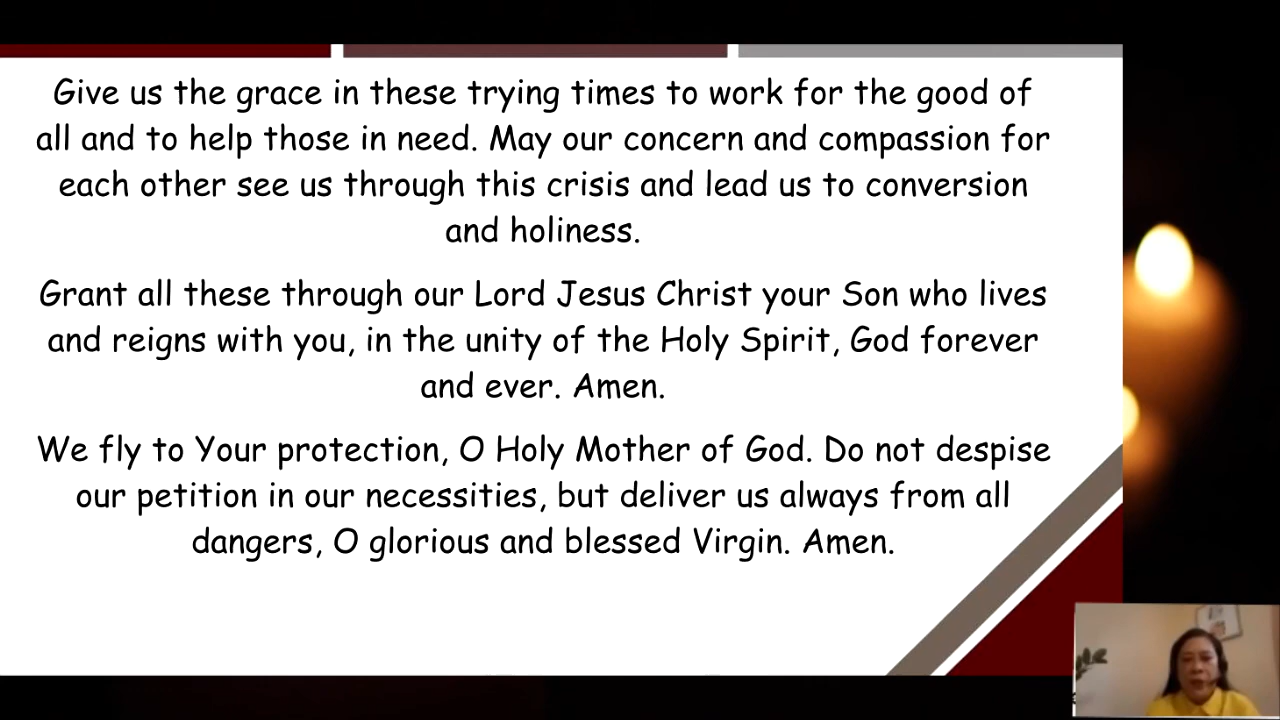 Give us the grace in these trying times to work for the good of
all and to help those in need. May our concern and compassion for
each other see us through this crisis and lead us to conversion
and holiness.
Grant all these through our Lord Jesus Christ your Son who lives
and reigns with you, in the unity of the Holy Spirit, God forever
and ever. Amen.
We fly to Your protection, O Holy Mother of God. Do not despise
our petition in our necessities, but deliver us always from all
dangers, O glorious and blessed Virgin. Amen.